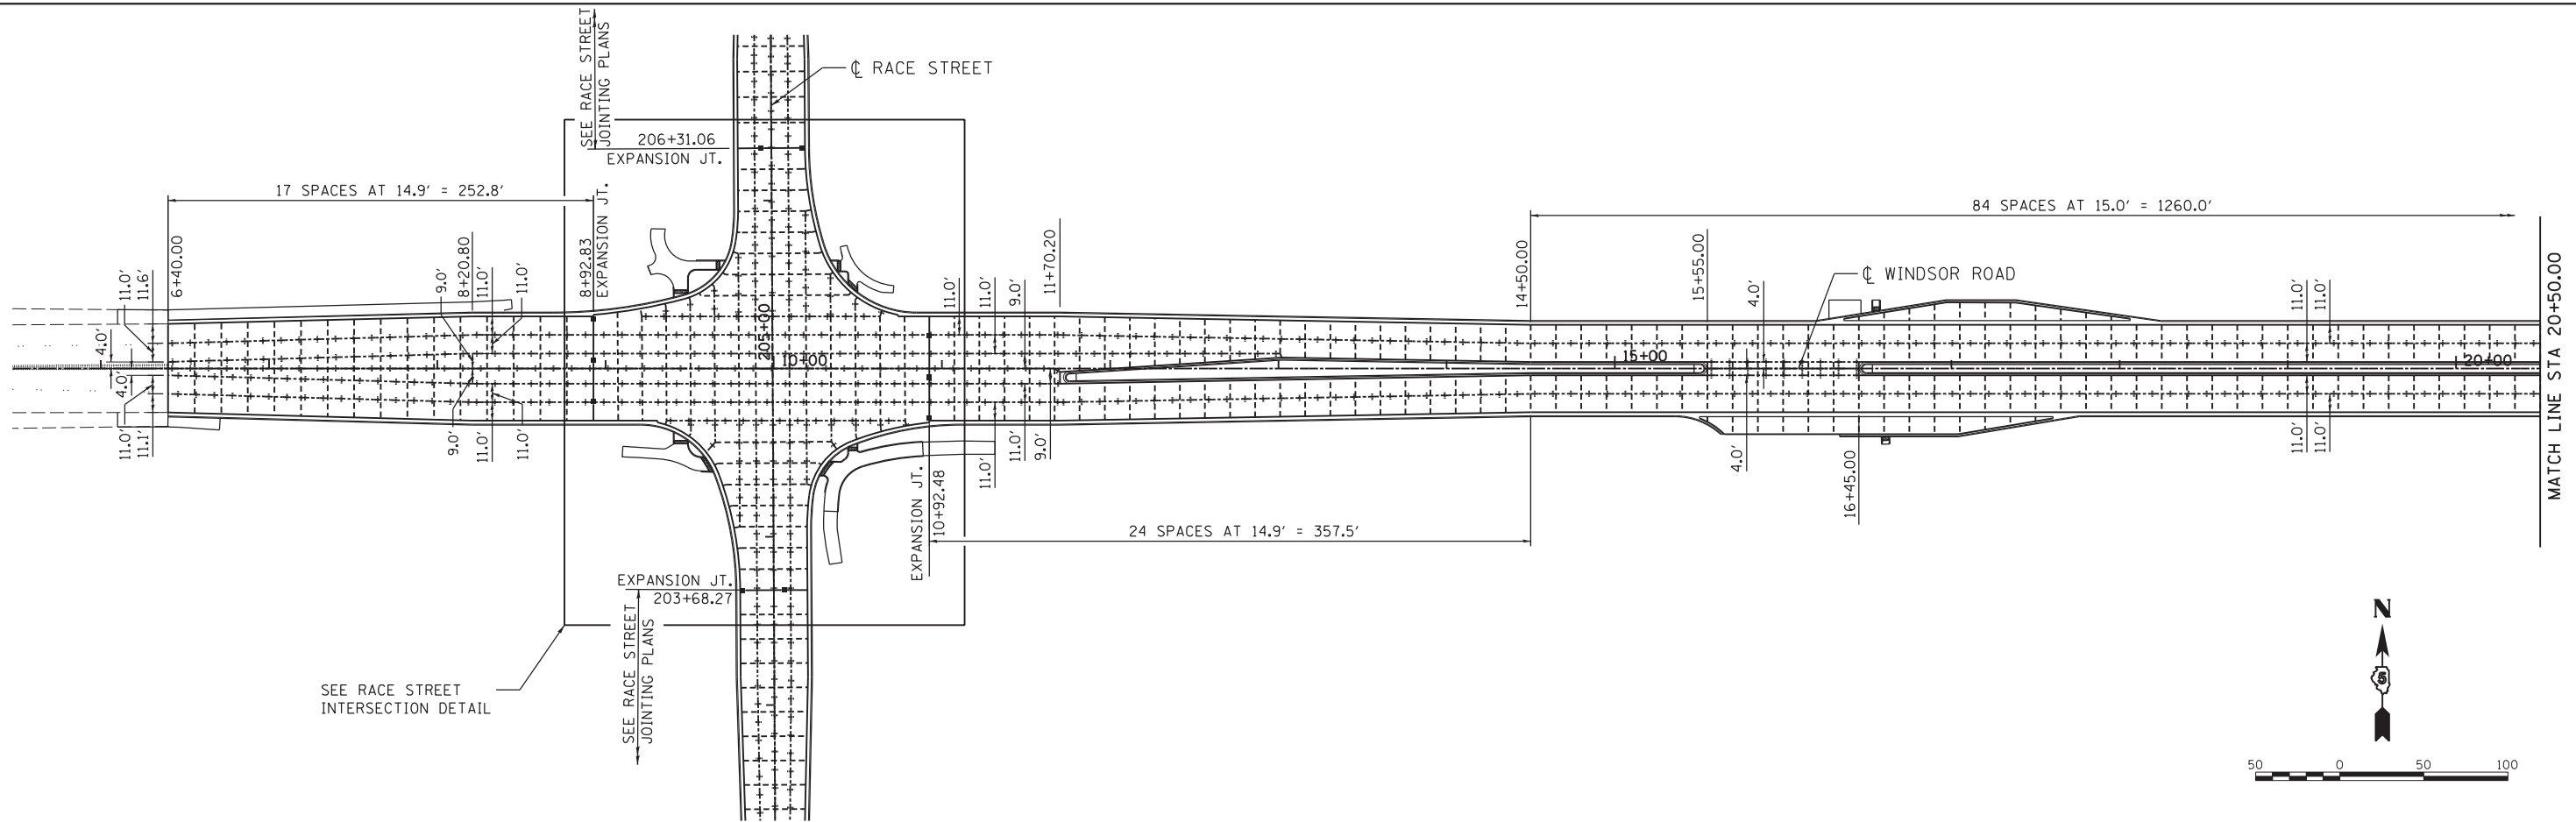 SEE RACE STREET
JOINTING PLANS
℄ RACE STREET
206+31.06
EXPANSION JT.
17 SPACES AT 14.9' = 252.8'
84 SPACES AT 15.0' = 1260.0'
11.0'
11.6'
6+40.00
9.0'
8+20.80
11.0'
11.0'
8+92.83
EXPANSION JT.
11.0'
11.0'
9.0'
11+70.20
14+50.00
15+55.00
4.0'
℄ WINDSOR ROAD
11.0'
11.0'
MATCH LINE STA 20+50.00
4.0'
205+00
10+00
15+00
20+00
4.0'
11.0'
11.1'
9.0'
11.0'
11.0'
EXPANSION JT.
10+92.48
11.0'
11.0'
9.0'
4.0'
16+45.00
11.0'
11.0'
24 SPACES AT 14.9' = 357.5'
EXPANSION JT.
203+68.27
SEE RACE STREET
JOINTING PLANS
SEE RACE STREET
INTERSECTION DETAIL
N
5
50 0 50 100